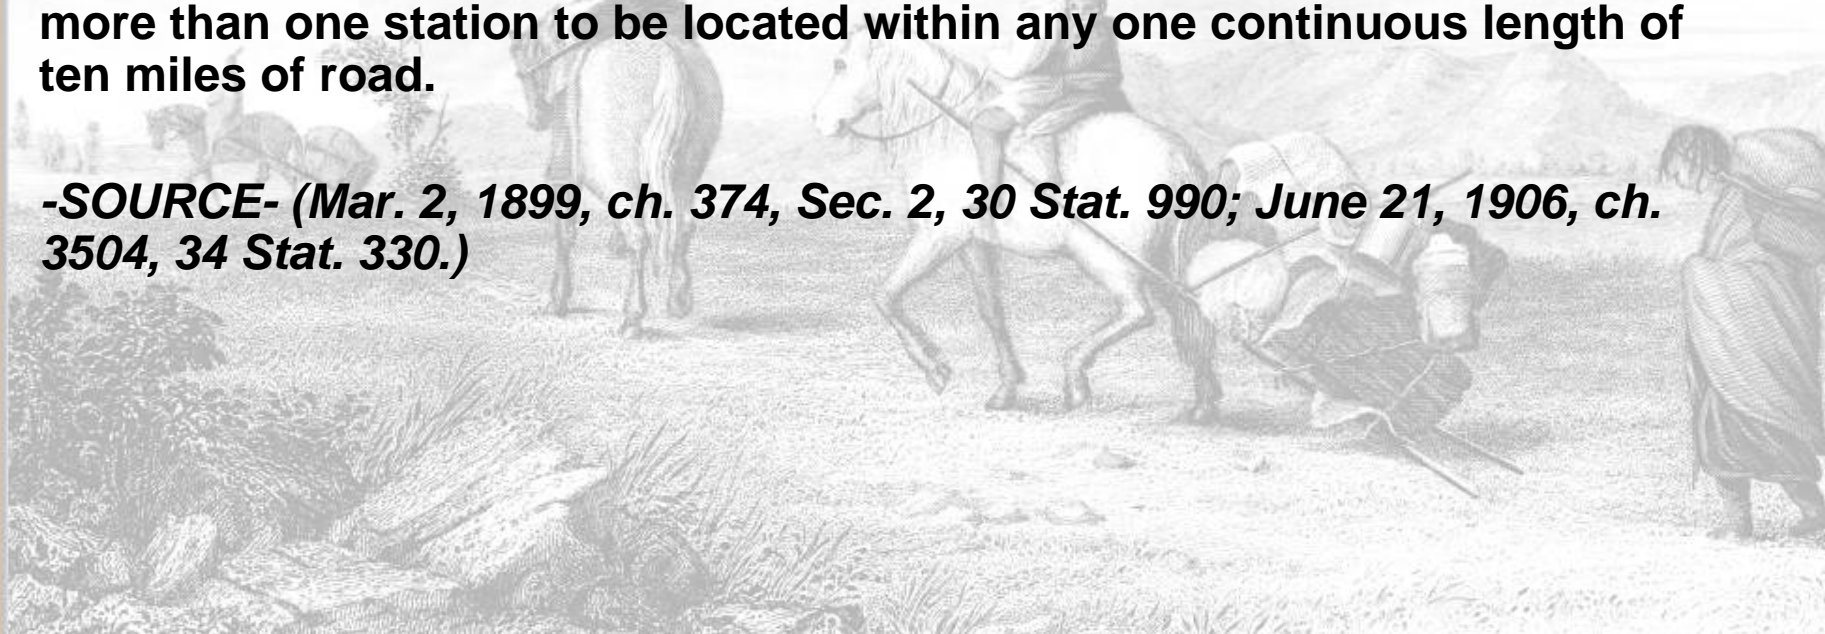 more than one station to be located within any one continuous length of
ten miles of road.
-SOURCE- (Mar. 2, 1899, ch. 374, Sec. 2, 30 Stat. 990; June 21, 1906, ch.
3504, 34 Stat. 330.)